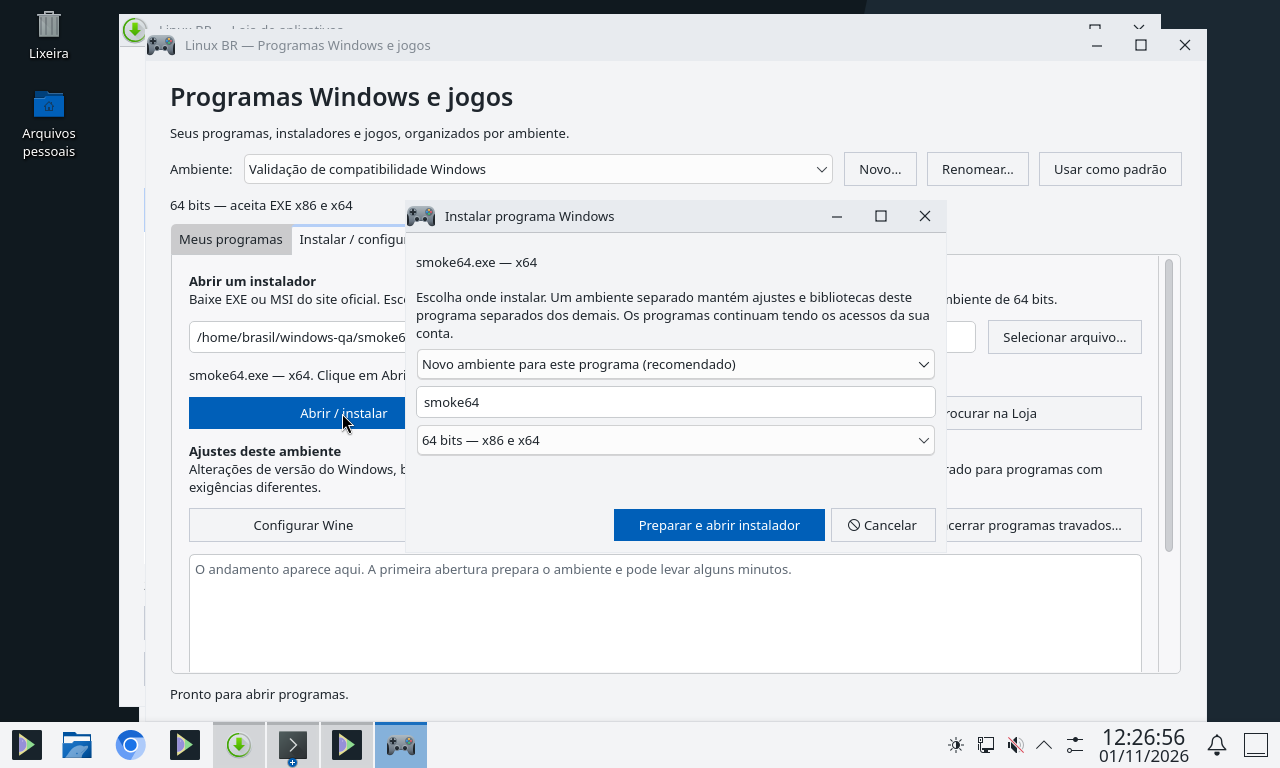 Lixeira
Arquivos
pessoais
Linux BR — Loja de aplicativos
Linux BR — Programas Windows e jogos
Programas Windows e jogos
Seus programas, instaladores e jogos, organizados por ambiente.
Ambiente:
Validação de compatibilidade Windows
Novo...
Renomear...
Usar como padrão
64 bits — aceita EXE x86 e x64
Meus programas
Instalar / configur
Abrir um instalador
Baixe EXE ou MSI do site oficial. Esc
mbiente de 64 bits.
/home/brasil/windows-qa/smoke6
Selecionar arquivo...
smoke64.exe — x64. Clique em Abri
Abrir / instalar
rocurar na Loja
Ajustes deste ambiente
Alterações de versão do Windows, b
rado para programas com
exigências diferentes.
Configurar Wine
cerrar programas travados...
O andamento aparece aqui. A primeira abertura prepara o ambiente e pode levar alguns minutos.
Pronto para abrir programas.
Instalar programa Windows
smoke64.exe — x64
Escolha onde instalar. Um ambiente separado mantém ajustes e bibliotecas deste
programa separados dos demais. Os programas continuam tendo os acessos da sua
conta.
Novo ambiente para este programa (recomendado)
smoke64
64 bits — x86 e x64
Preparar e abrir instalador
Cancelar
12:26:56
01/11/2026